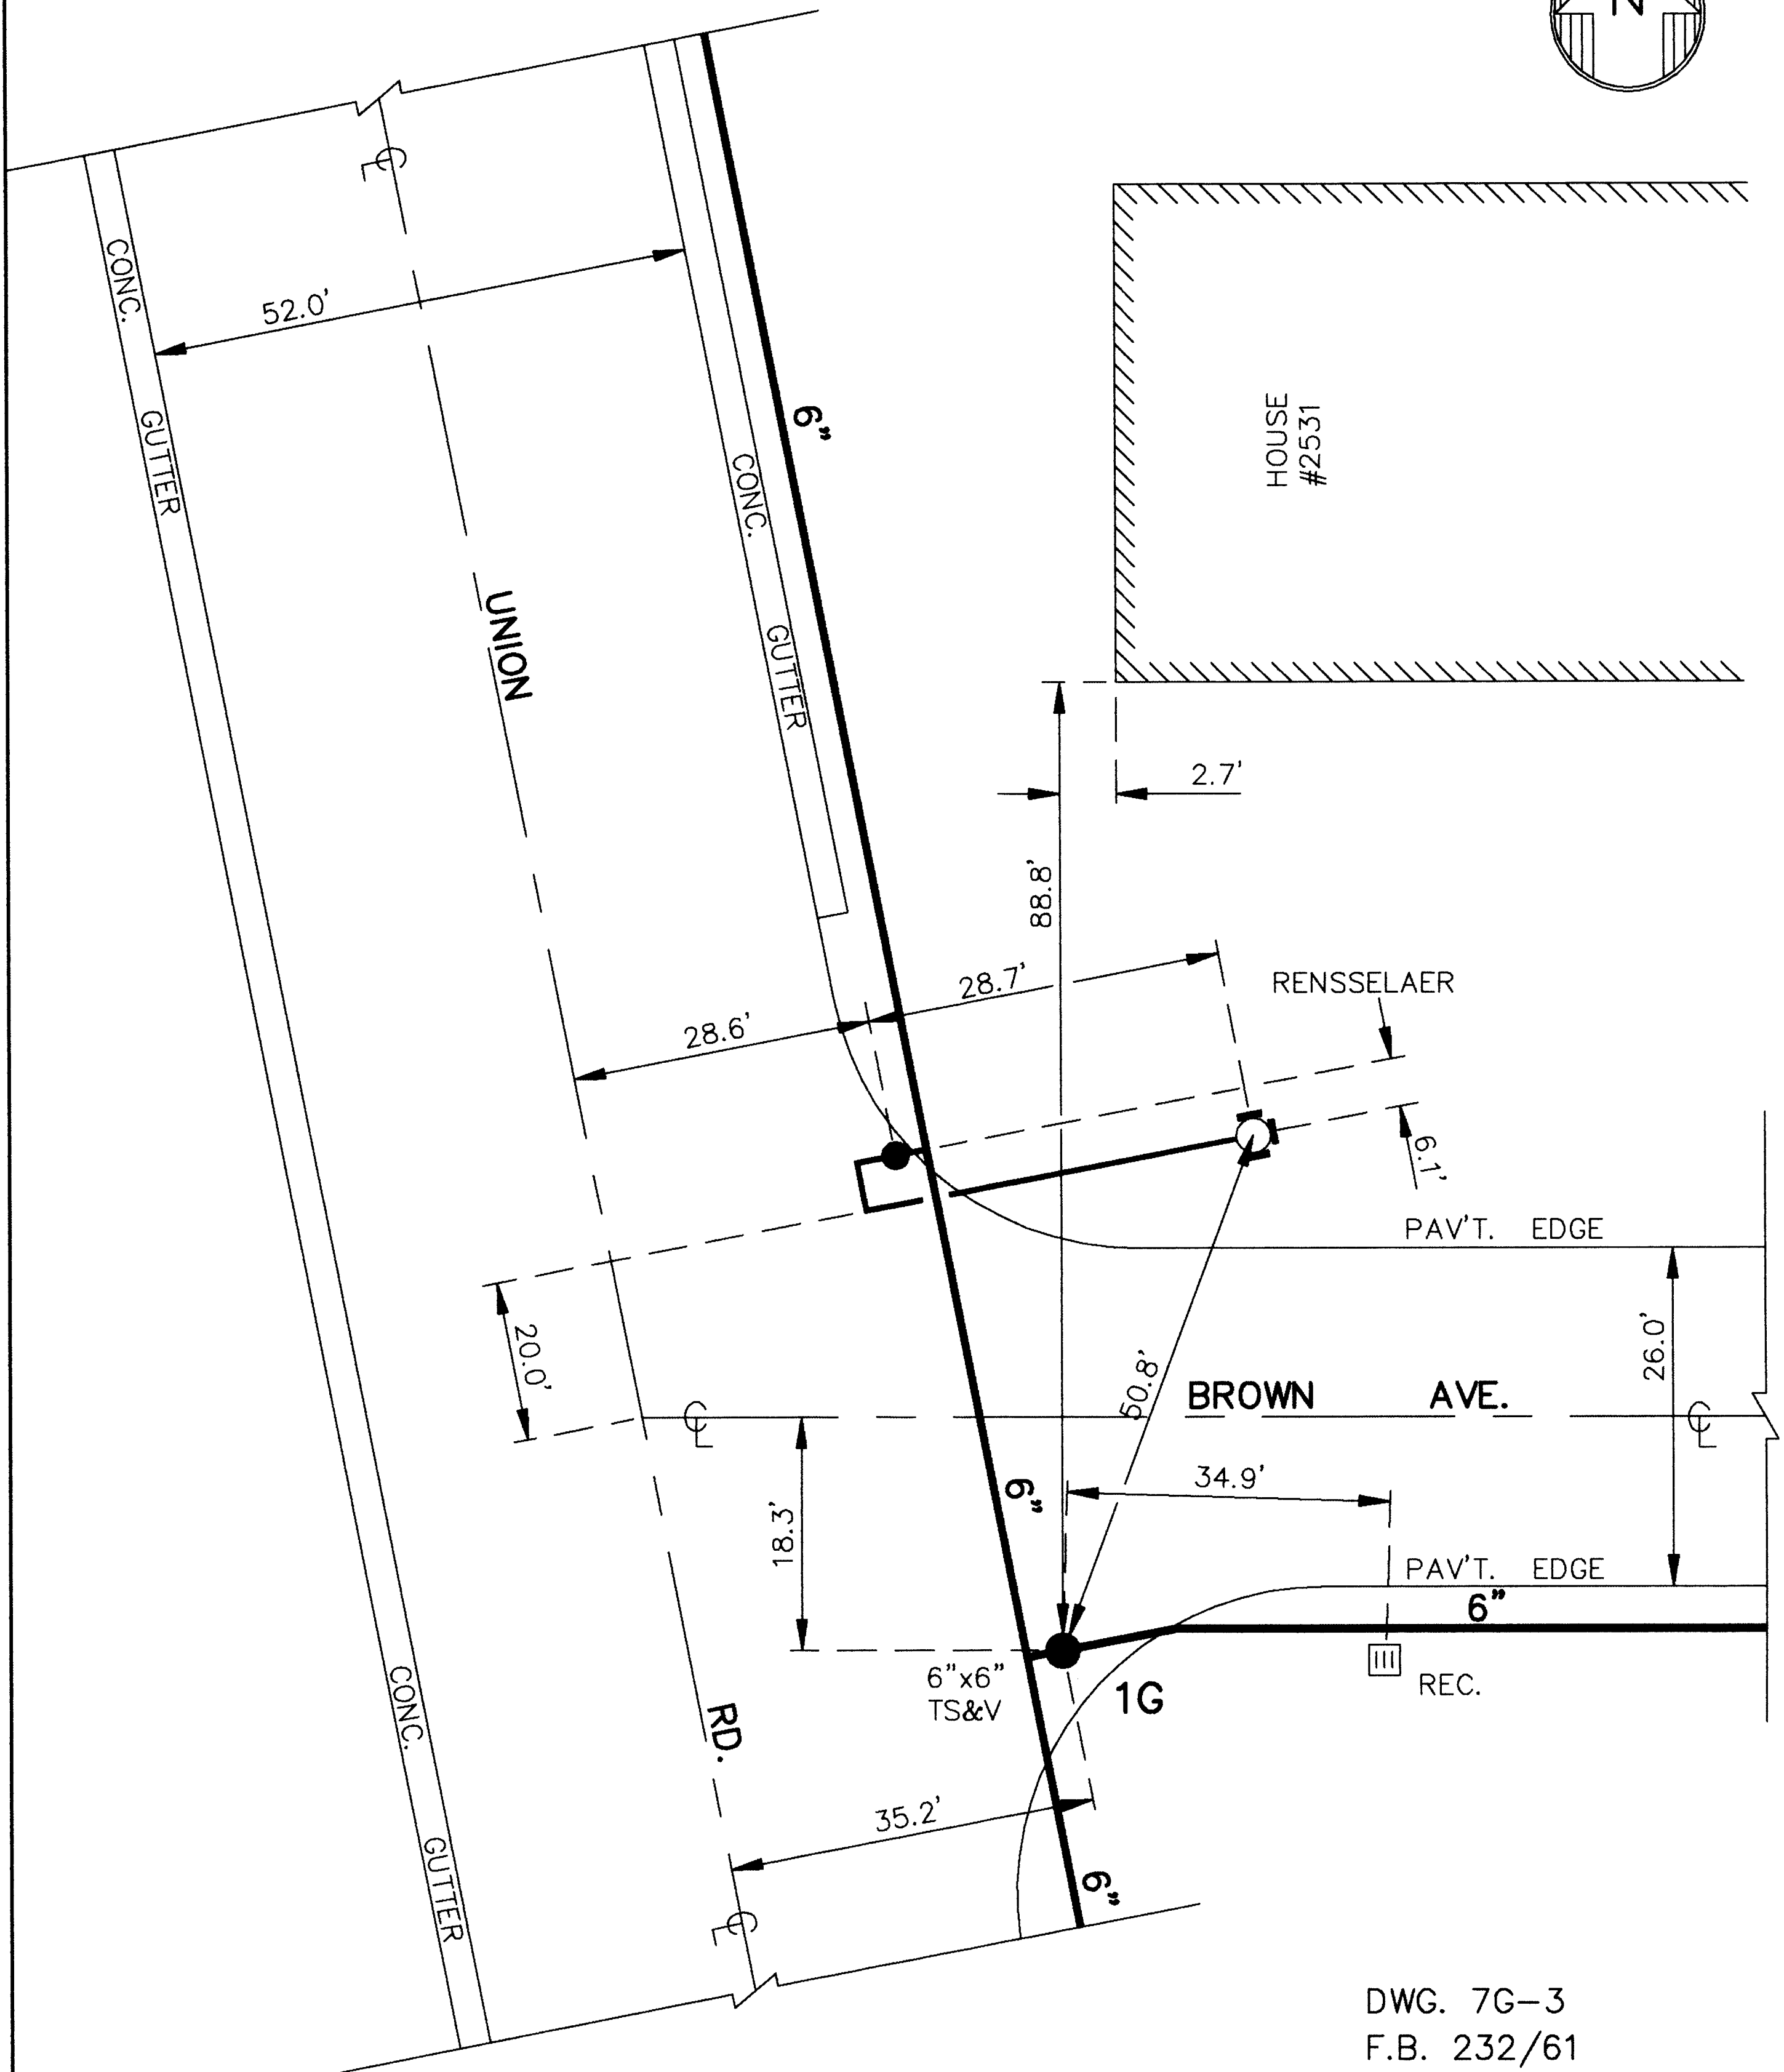 N
CONC.
GUTTER
52.0'
6"
CONC.
GUTTER
HOUSE
#2531
UNION
2.7'
88.8'
28.7'
28.6'
RENSSELAER
6.1'
PAV'T. EDGE
20.0'
50.8'
26.0'
BROWN AVE.
18.3'
6"
34.9'
PAV'T. EDGE
6"
6"x6"
TS&V
1G
REC.
CONC.
GUTTER
RD.
35.2'
6"
DWG. 7G-3
F.B. 232/61